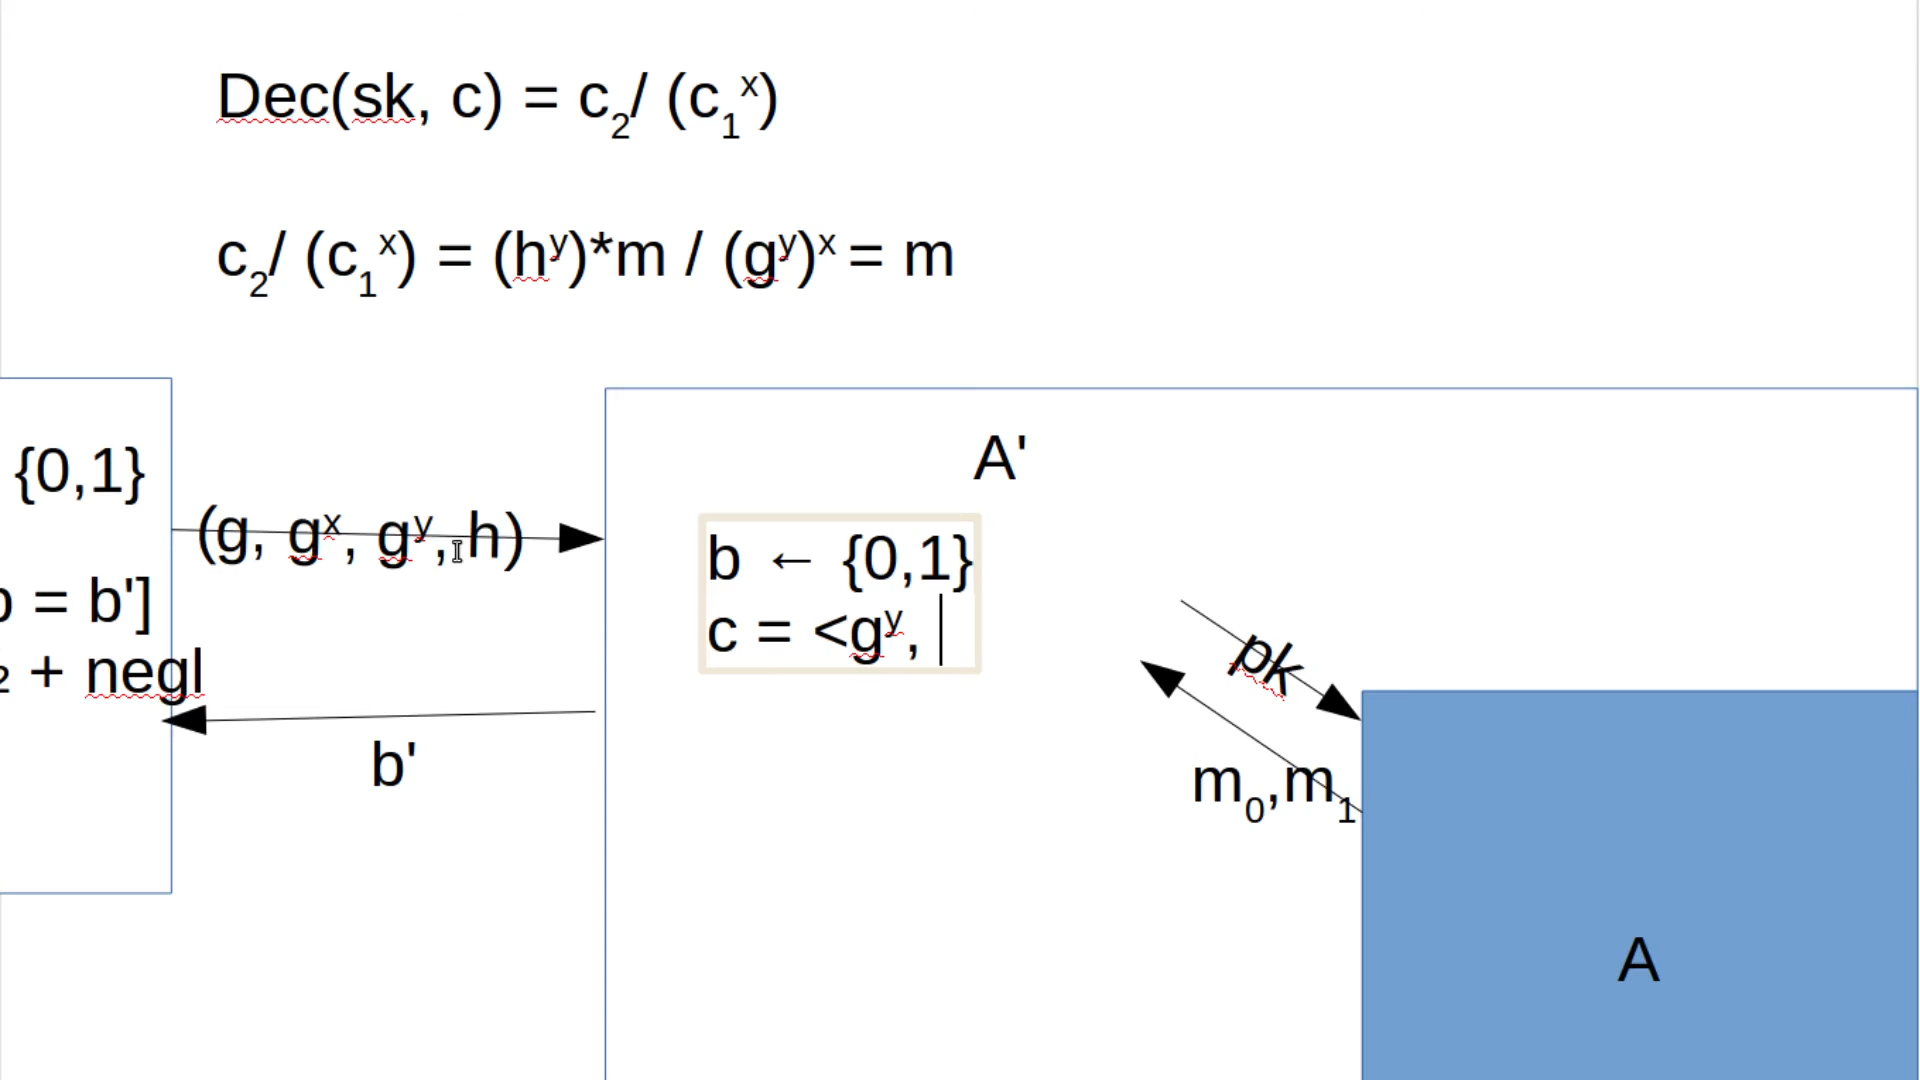 Dec(sk, c) = c₂/ (c₁ˣ)
c₂/ (c₁ˣ) = (hʸ)*m / (gʸ)ˣ = m
{0,1}
(g, gˣ, gʸ, h)
A'
b ← {0,1}
c = <gʸ,
= b']
₂ + negl
b'
pk
m₀,m₁
A